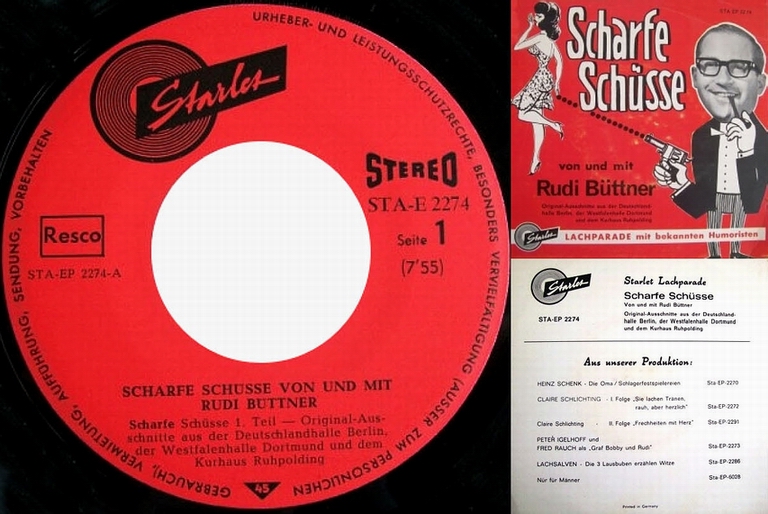 URHEBER- UND LEISTUNGSSCHUTZRECHTE, BESONDERS VERVIELFÄLTIGUNG (AUSSER ZUM PERSÖNLICHEN GEBRAUCH), VERMIETUNG, AUFFÜHRUNG, SENDUNG, VORBEHALTEN
Starlet
STEREO
STA-E 2274
Seite 1
(7'55)
Resco
STA-EP 2274-A
SCHARFE SCHUSSE VON UND MIT
RUDI BUTTNER
Scharfe Schüsse 1. Teil — Original-Aus-
schnitte aus der Deutschlandhalle Berlin,
der Westfalenhalle Dortmund und dem
Kurhaus Ruhpolding
45
STA-EP 2274
Scharfe
Schüsse
von und mit
Rudi Büttner
Original-Ausschnitte aus der Deutschland-
halle Berlin, der Westfalenhalle Dortmund
und dem Kurhaus Ruhpolding
Starlet
LACHPARADE mit bekannten Humoristen
Starlet
STA-EP 2274
Starlet Lachparade
Scharfe Schüsse
Von und mit Rudi Büttner
Original-Ausschnitte aus der Deutschland-
halle Berlin, der Westfalenhalle Dortmund
und dem Kurhaus Ruhpolding
Aus unserer Produktion:
HEINZ SCHENK - Die Oma / Schlagerfestspielereien Sta-EP-2270
CLAIRE SCHLICHTING - I. Folge „Sie lachen Tränen,
rauh, aber herzlich" Sta-EP-2272
Claire Schlichting - II. Folge „Frechheiten mit Herz" Sta-EP-2291
PETER IGELHOFF und
FRED RAUCH als „Graf Bobby und Rudi" Sta-EP-2273
LACHSALVEN - Die 3 Lausbuben erzählen Witze Sta-EP-2286
Nur für Männer Sta-EP-6028
Printed in Germany